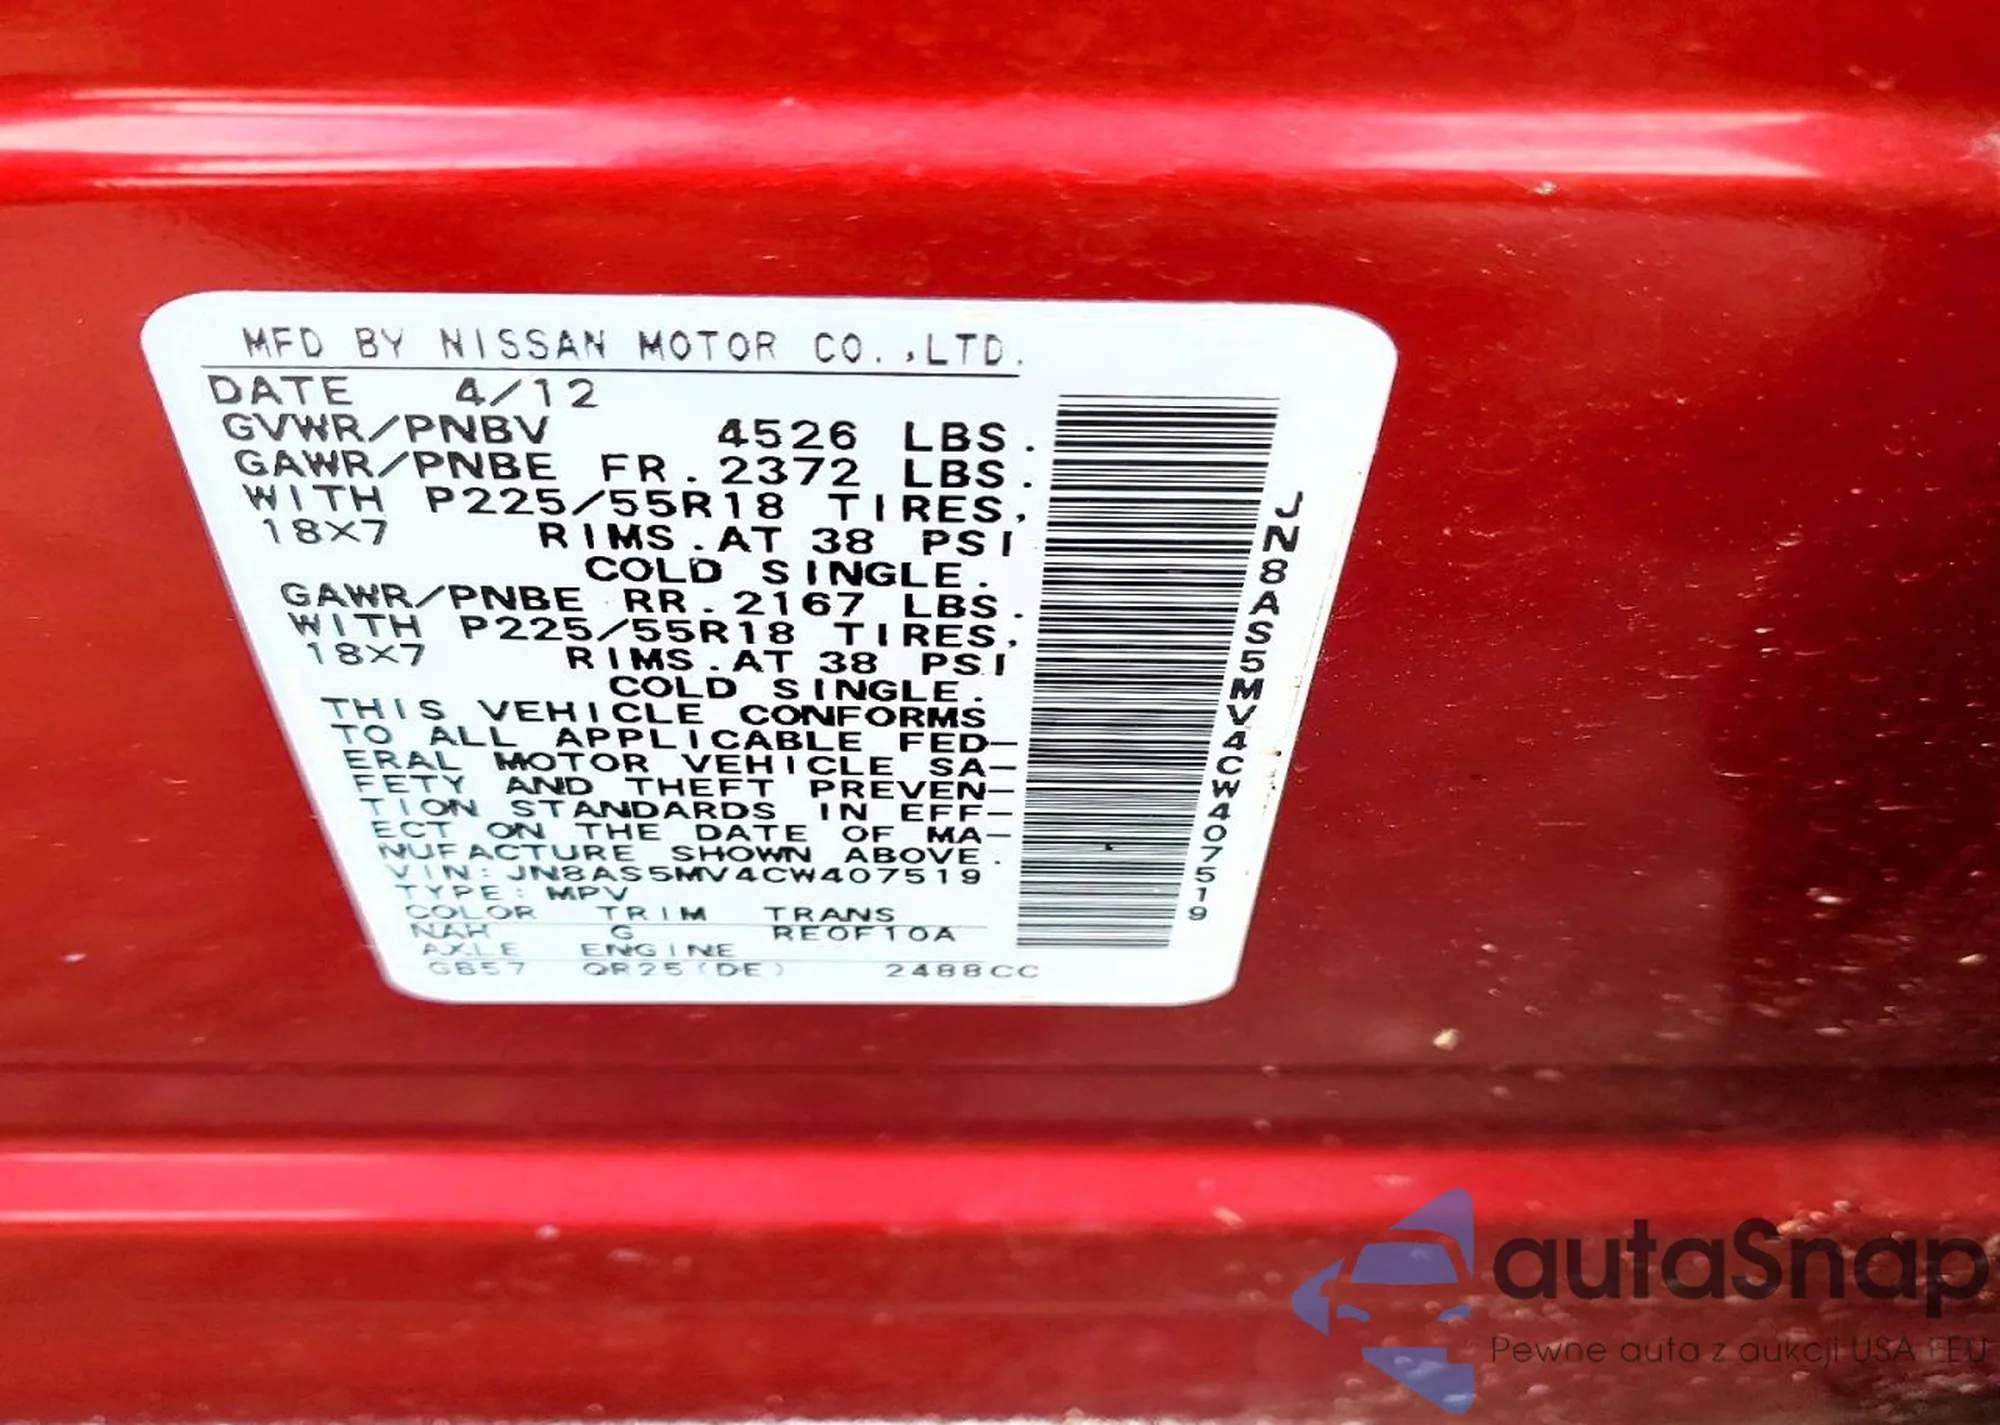 MFD BY NISSAN MOTOR CO.,LTD.
DATE 4/12
GVWR/PNBV 4526 LBS.
GAWR/PNBE FR.2372 LBS.
WITH P225/55R18 TIRES,
18X7 RIMS.AT 38 PSI
COLD SINGLE.
GAWR/PNBE RR.2167 LBS.
WITH P225/55R18 TIRES,
18X7 RIMS.AT 38 PSI
COLD SINGLE.
THIS VEHICLE CONFORMS
TO ALL APPLICABLE FED-
ERAL MOTOR VEHICLE SA-
FETY AND THEFT PREVEN-
TION STANDARDS IN EFF-
ECT ON THE DATE OF MA-
NUFACTURE SHOWN ABOVE.
VIN:JN8AS5MV4CW407519
TYPE:MPV
COLOR TRIM TRANS
NAH G RE0F10A
AXLE ENGINE
GB57 QR25(DE) 2488CC
JN8AS5MV4CW407519
autaSnap
Pewne auta z aukcji USA i EU